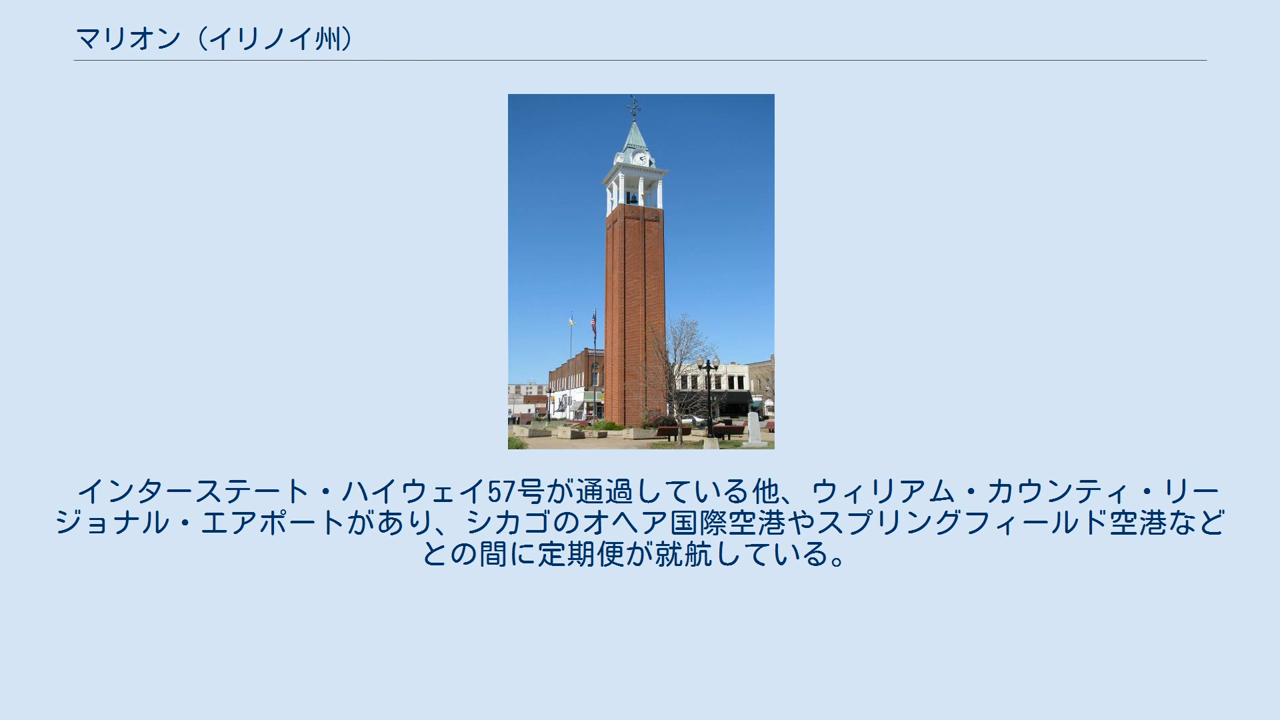 マリオン（イリノイ州）
インターステート・ハイウェイ57号が通過している他、ウィリアム・カウンティ・リー
ジョナル・エアポートがあり、シカゴのオヘア国際空港やスプリングフィールド空港など
との間に定期便が就航している。